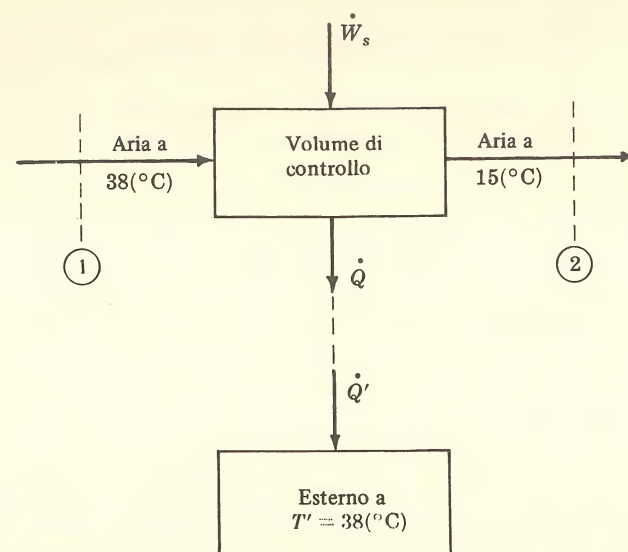 Ẇs
Aria a
38(°C)
Volume di
controllo
Aria a
15(°C)
1
2
Q̇
Q̇′
Esterno a
T′ = 38(°C)